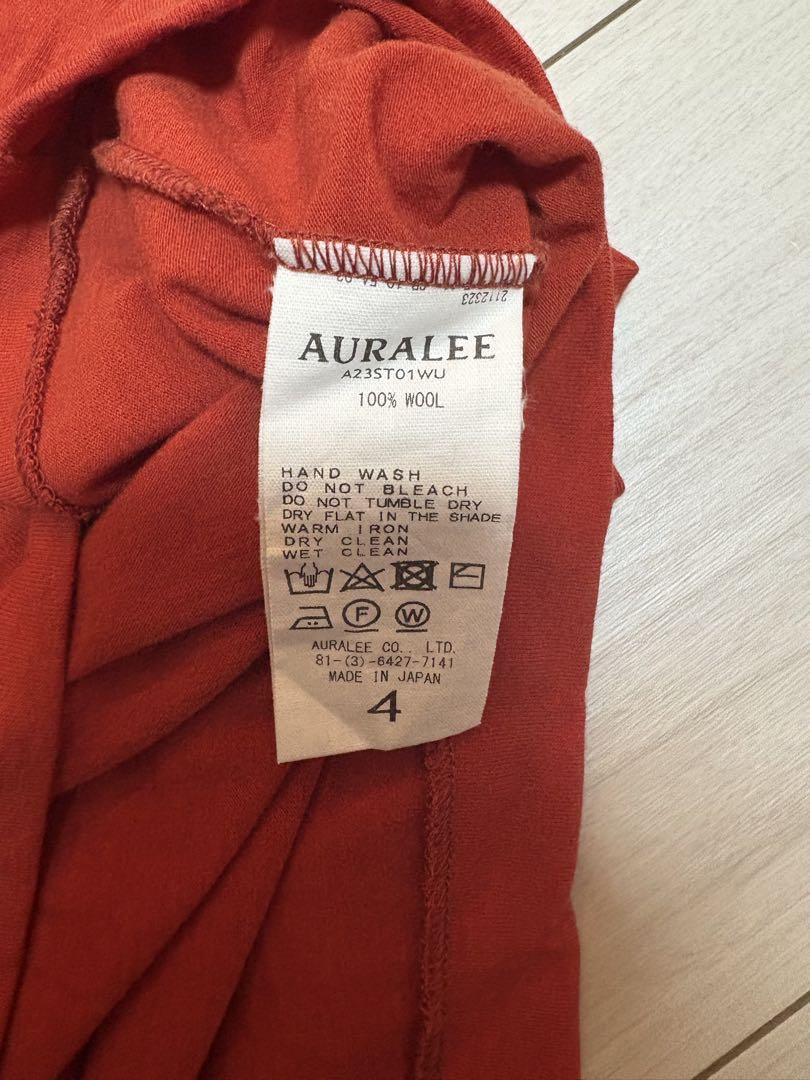 2112323
AURALEE
A23ST01WU
100% WOOL
HAND WASH
DO NOT BLEACH
DO NOT TUMBLE DRY
DRY FLAT IN THE SHADE
WARM IRON
DRY CLEAN
WET CLEAN
F W
AURALEE CO., LTD.
81-(3)-6427-7141
MADE IN JAPAN
4